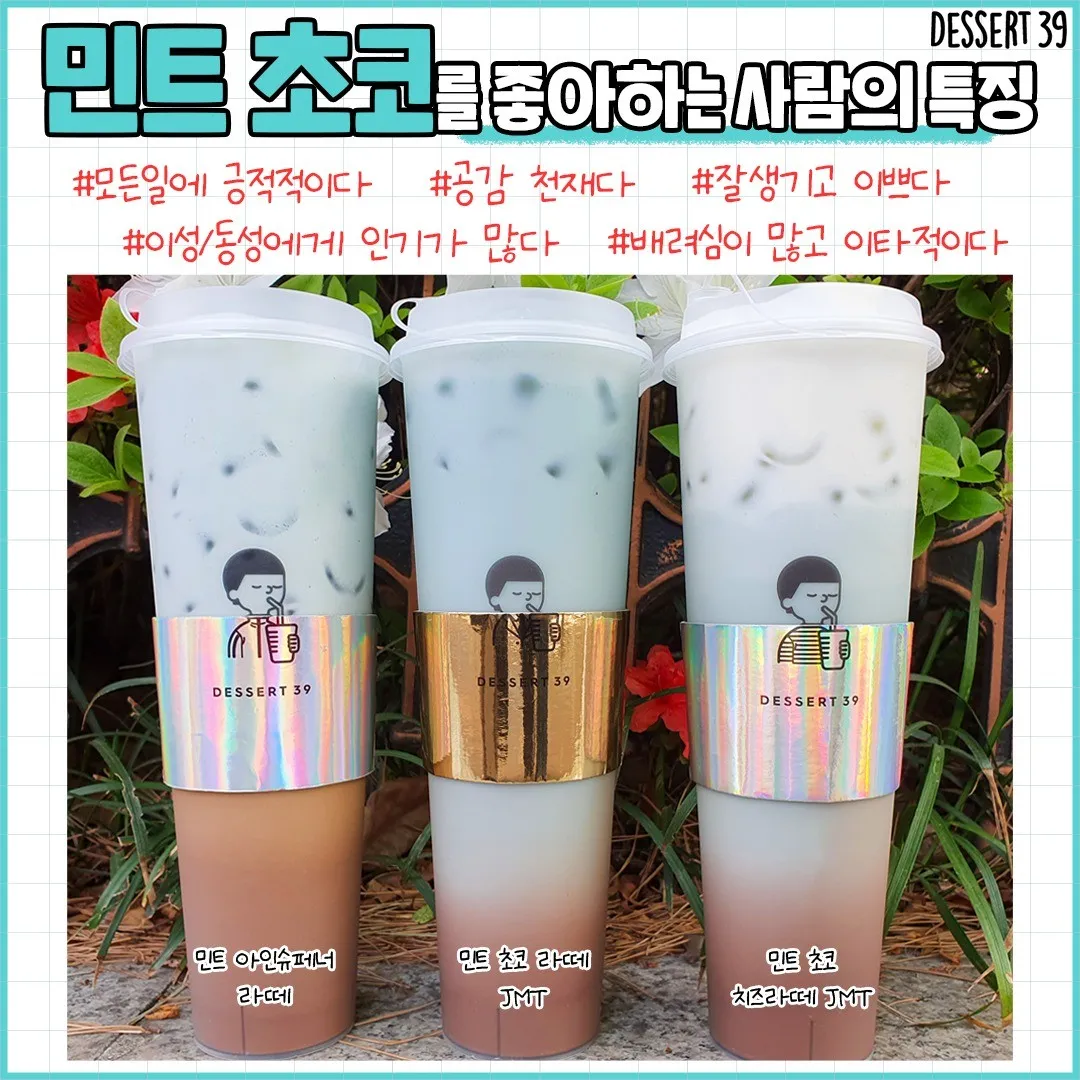 DESSERT 39
민트 초코를 좋아하는 사람의 특징
#모든일에 긍적적이다 #공감 천재다 #잘생기고 이쁘다
#이성/동성에게 인기가 많다 #배려심이 많고 이타적이다
DESSERT 39
DESSERT 39
DESSERT 39
민트 아인슈페너
라떼
민트 초코 라떼
JMT
민트 초코
치즈라떼 JMT